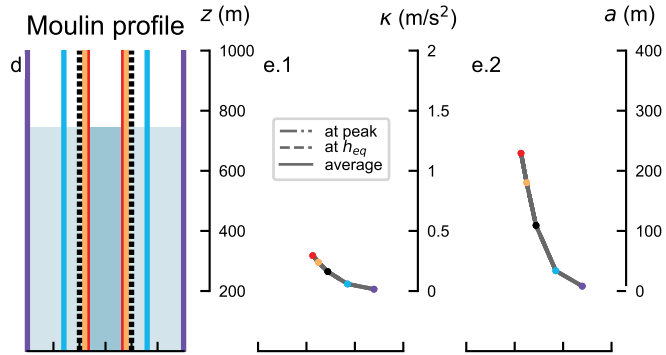 Moulin profile
z (m)
κ (m/s²)
a (m)
d
1000
800
600
400
200
e.1
2
1.5
1
0.5
0
at peak
at h_eq
average
e.2
400
300
200
100
0